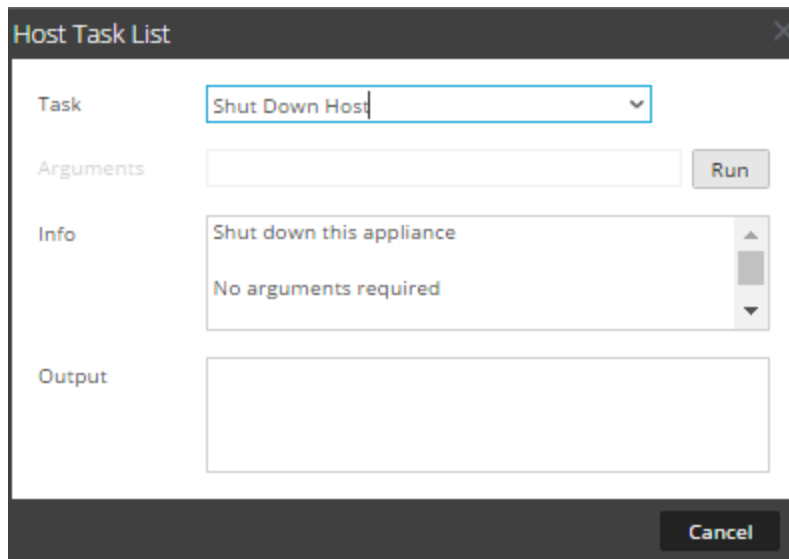 Host Task List
Task
Shut Down Host
Arguments
Run
Info
Shut down this appliance
No arguments required
Output
Cancel